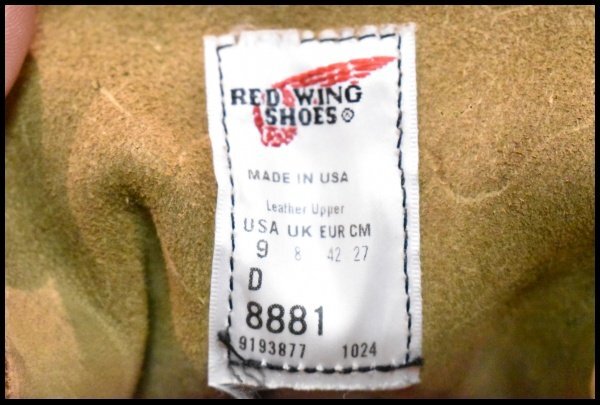 RED WING
SHOES®
MADE IN USA
Leather Upper
USA UK EUR CM
9 8 42 27
D
8881
9193877 1024